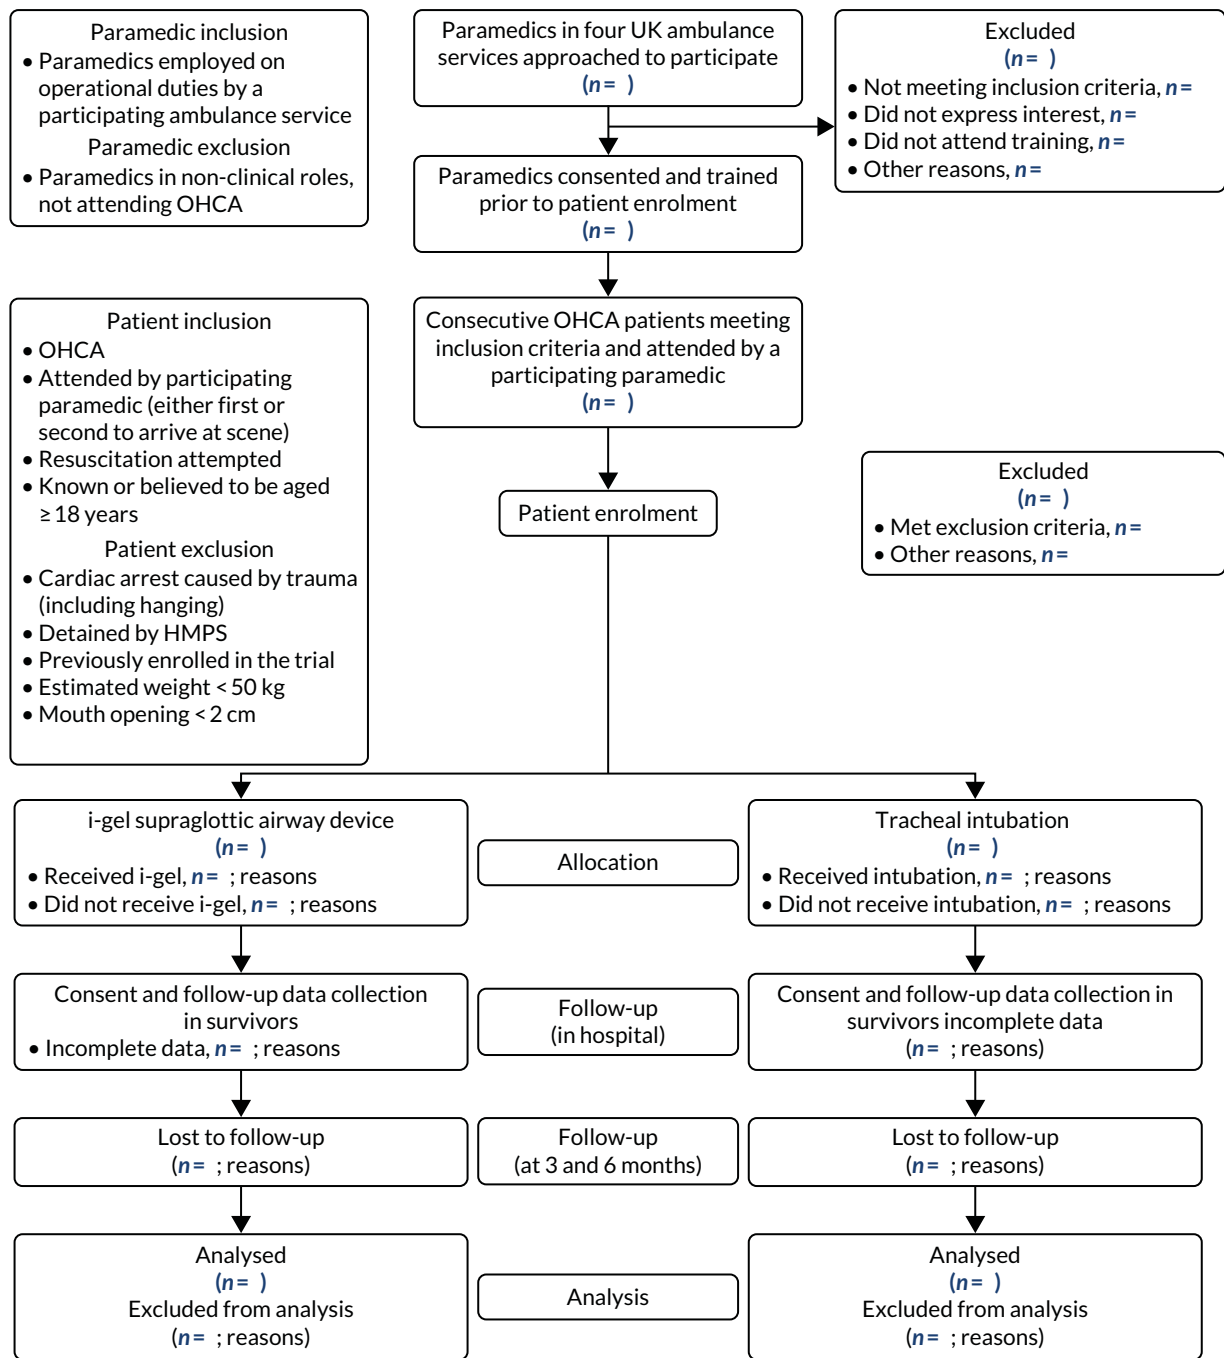 Paramedic inclusion
• Paramedics employed on
operational duties by a
participating ambulance service
Paramedic exclusion
• Paramedics in non-clinical roles,
not attending OHCA
Paramedics in four UK ambulance
services approached to participate
(n= )
Excluded
(n= )
• Not meeting inclusion criteria, n=
• Did not express interest, n=
• Did not attend training, n=
• Other reasons, n=
Paramedics consented and trained
prior to patient enrolment
(n= )
Patient inclusion
• OHCA
• Attended by participating
paramedic (either first or
second to arrive at scene)
• Resuscitation attempted
• Known or believed to be aged
≥ 18 years
Patient exclusion
• Cardiac arrest caused by trauma
(including hanging)
• Detained by HMPS
• Previously enrolled in the trial
• Estimated weight < 50 kg
• Mouth opening < 2 cm
Consecutive OHCA patients meeting
inclusion criteria and attended by a
participating paramedic
(n= )
Patient enrolment
Excluded
(n= )
• Met exclusion criteria, n=
• Other reasons, n=
i-gel supraglottic airway device
(n= )
• Received i-gel, n= ; reasons
• Did not receive i-gel, n= ; reasons
Allocation
Tracheal intubation
(n= )
• Received intubation, n= ; reasons
• Did not receive intubation, n= ; reasons
Consent and follow-up data collection
in survivors
• Incomplete data, n= ; reasons
Follow-up
(in hospital)
Consent and follow-up data collection in
survivors incomplete data
(n= ; reasons)
Lost to follow-up
(n= ; reasons)
Follow-up
(at 3 and 6 months)
Lost to follow-up
(n= ; reasons)
Analysed
(n= )
Excluded from analysis
(n= ; reasons)
Analysis
Analysed
(n= )
Excluded from analysis
(n= ; reasons)